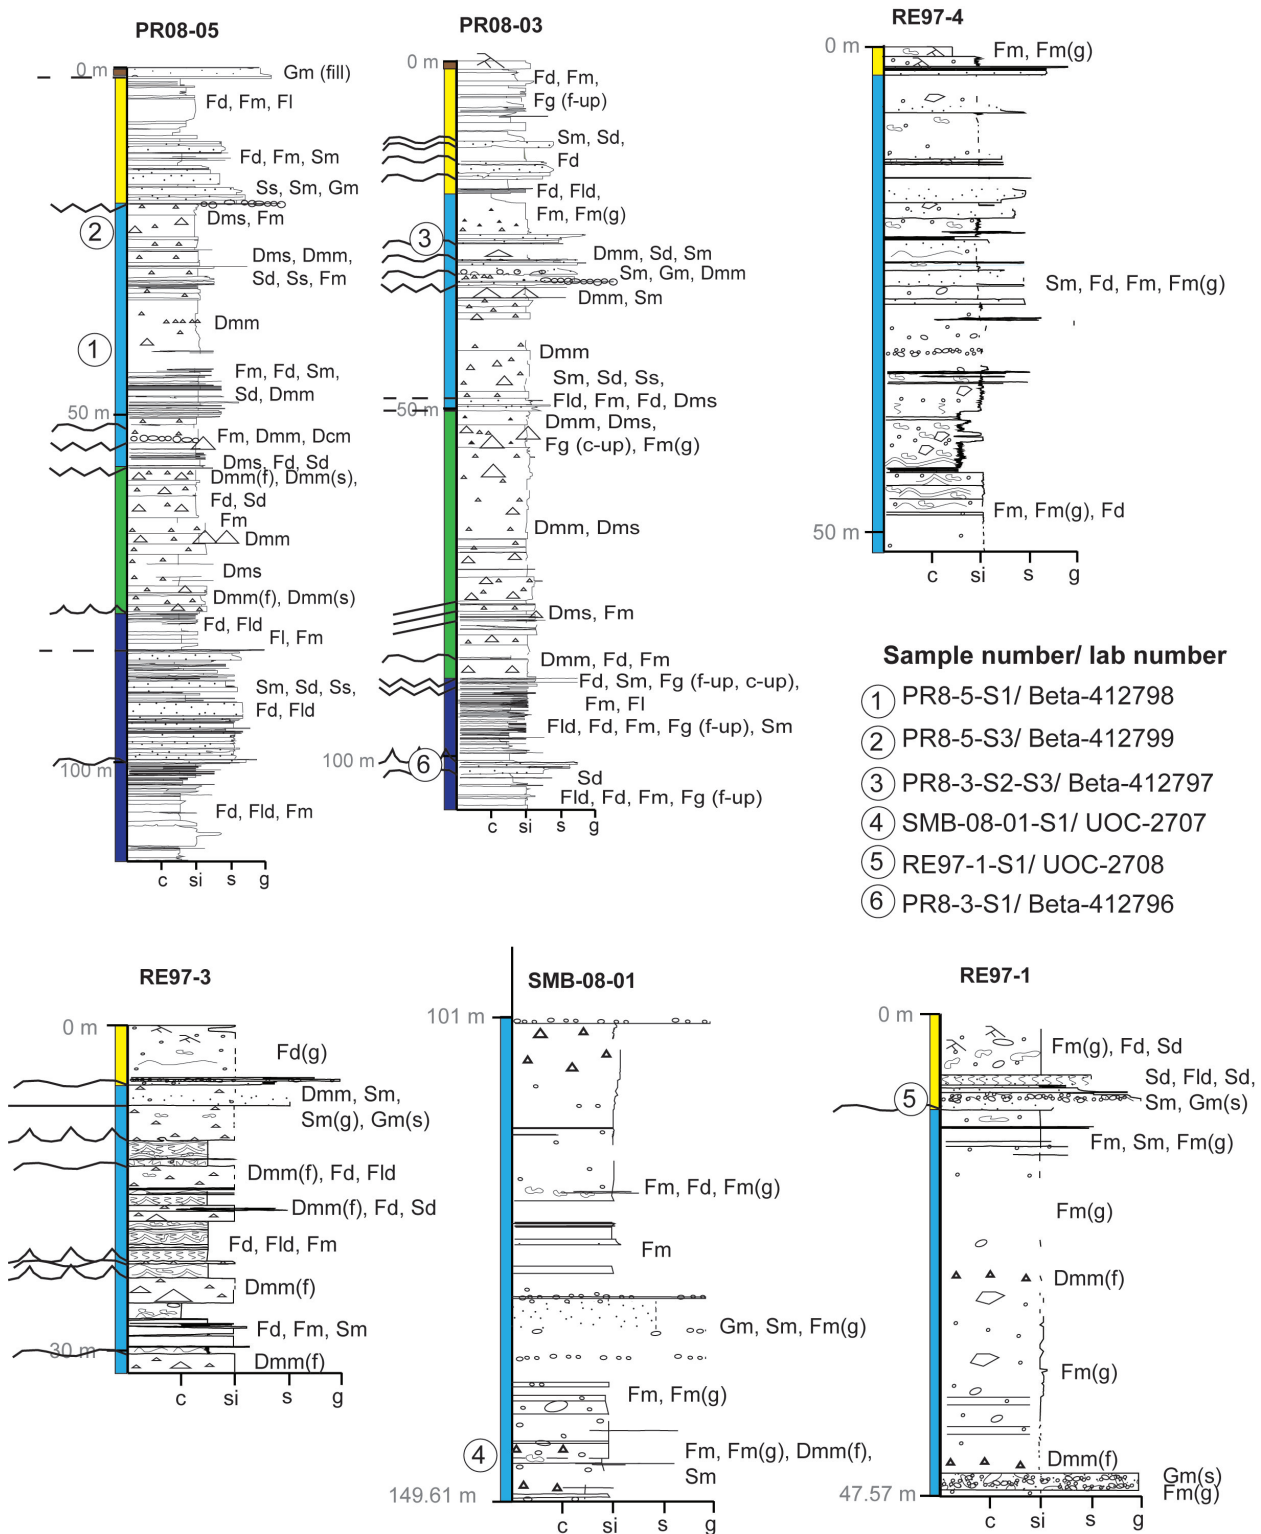 PR08-05
0 m
Gm (fill)
Fd, Fm, Fl
Fd, Fm, Sm
Ss, Sm, Gm
Dms, Fm
2
Dms, Dmm,
Sd, Ss, Fm
Dmm
1
Fm, Fd, Sm,
Sd, Dmm
50 m
Fm, Dmm, Dcm
Dms, Fd, Sd
Dmm(f), Dmm(s),
Fd, Sd
Fm
Dmm
Dms
Dmm(f), Dmm(s)
Fd, Fld
Fl, Fm
Sm, Sd, Ss,
Fd, Fld
100 m
Fd, Fld, Fm
c si s g
PR08-03
0 m
Fd, Fm,
Fg (f-up)
Sm, Sd,
Fd
Fd, Fld,
Fm, Fm(g)
3
Dmm, Sd, Sm
Sm, Gm, Dmm
Dmm, Sm
Dmm
Sm, Sd, Ss,
Fld, Fm, Fd, Dms
50 m
Dmm, Dms,
Fg (c-up), Fm(g)
Dmm, Dms
Dms, Fm
Dmm, Fd, Fm
Fd, Sm, Fg (f-up, c-up),
Fm, Fl
Fld, Fd, Fm, Fg (f-up), Sm
100 m
6
Sd
Fld, Fd, Fm, Fg (f-up)
c si s g
RE97-4
0 m
Fm, Fm(g)
Sm, Fd, Fm, Fm(g)
Fm, Fm(g), Fd
50 m
c si s g
Sample number/ lab number
1 PR8-5-S1/ Beta-412798
2 PR8-5-S3/ Beta-412799
3 PR8-3-S2-S3/ Beta-412797
4 SMB-08-01-S1/ UOC-2707
5 RE97-1-S1/ UOC-2708
6 PR8-3-S1/ Beta-412796
RE97-3
0 m
Fd(g)
Dmm, Sm,
Sm(g), Gm(s)
Dmm(f), Fd, Fld
Dmm(f), Fd, Sd
Fd, Fld, Fm
Dmm(f)
Fd, Fm, Sm
30 m
Dmm(f)
c si s g
SMB-08-01
101 m
Fm, Fd, Fm(g)
Fm
Gm, Sm, Fm(g)
Fm, Fm(g)
4
Fm, Fm(g), Dmm(f),
Sm
149.61 m
c si s g
RE97-1
0 m
Fm(g), Fd, Sd
Sd, Fld, Sd,
Sm, Gm(s)
5
Fm, Sm, Fm(g)
Fm(g)
Dmm(f)
Fm(g)
Dmm(f)
Gm(s)
Fm(g)
47.57 m
c si s g